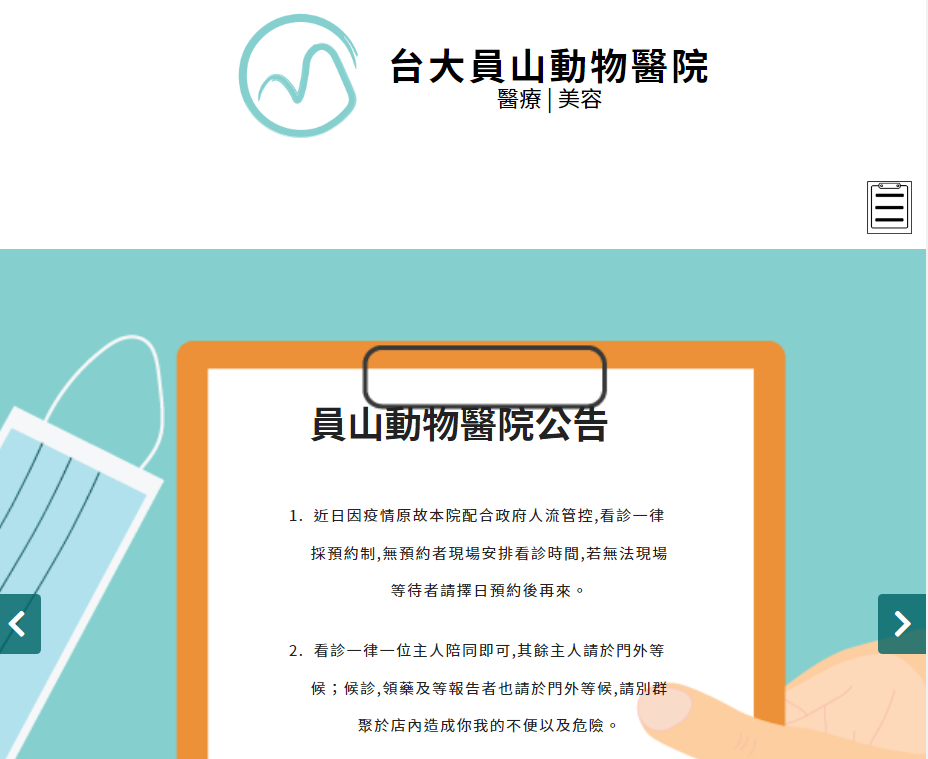 台大員山動物醫院
醫療 | 美容
員山動物醫院公告
1. 近日因疫情原故本院配合政府人流管控,看診一律
採預約制,無預約者現場安排看診時間,若無法現場
等待者請擇日預約後再來。
2. 看診一律一位主人陪同即可,其餘主人請於門外等
候；候診,領藥及等報告者也請於門外等候,請別群
聚於店內造成你我的不便以及危險。